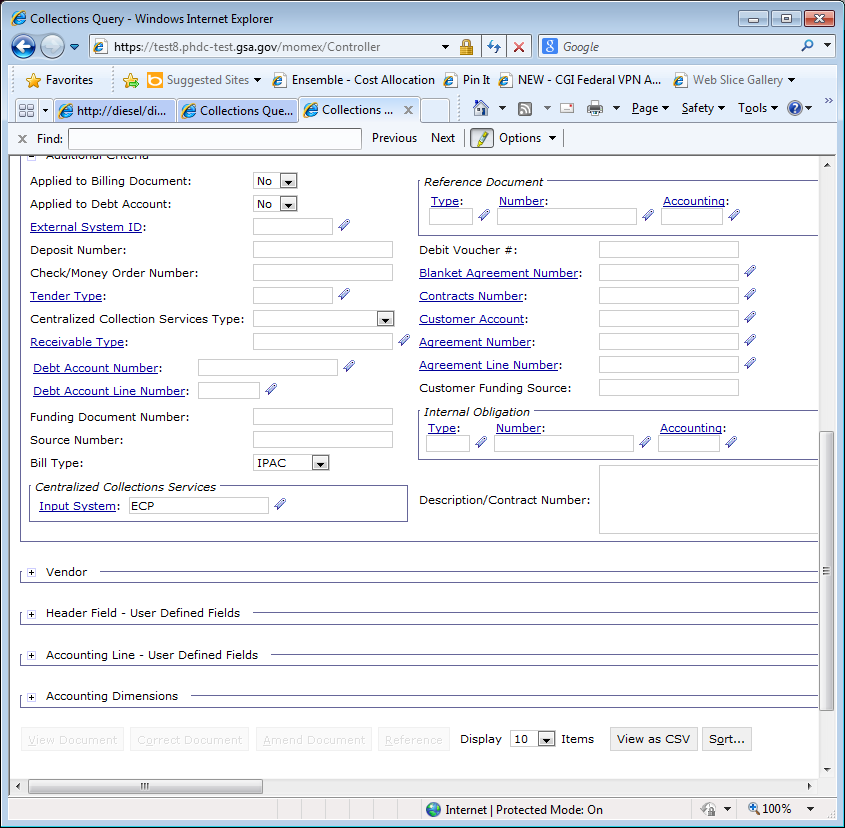 Collections Query - Windows Internet Explorer
https://test8.phdc-test.gsa.gov/momex/Controller
Google
Favorites Suggested Sites Ensemble - Cost Allocation Pin It NEW - CGI Federal VPN A... Web Slice Gallery
http://diesel/di... Collections Que... Collections ... X Page Safety Tools »
x Find: Previous Next Options
Additional Criteria
Applied to Billing Document: No
Applied to Debt Account: No
External System ID:
Deposit Number:
Check/Money Order Number:
Tender Type:
Centralized Collection Services Type:
Receivable Type:
Debt Account Number:
Debt Account Line Number:
Funding Document Number:
Source Number:
Bill Type: IPAC
Centralized Collections Services
Input System: ECP
Reference Document
Type: Number: Accounting:
Debit Voucher #:
Blanket Agreement Number:
Contracts Number:
Customer Account:
Agreement Number:
Agreement Line Number:
Customer Funding Source:
Internal Obligation
Type: Number: Accounting:
Description/Contract Number:
+ Vendor
+ Header Field - User Defined Fields
+ Accounting Line - User Defined Fields
+ Accounting Dimensions
View Document Correct Document Amend Document Reference Display 10 Items View as CSV Sort...
Internet | Protected Mode: On 100%